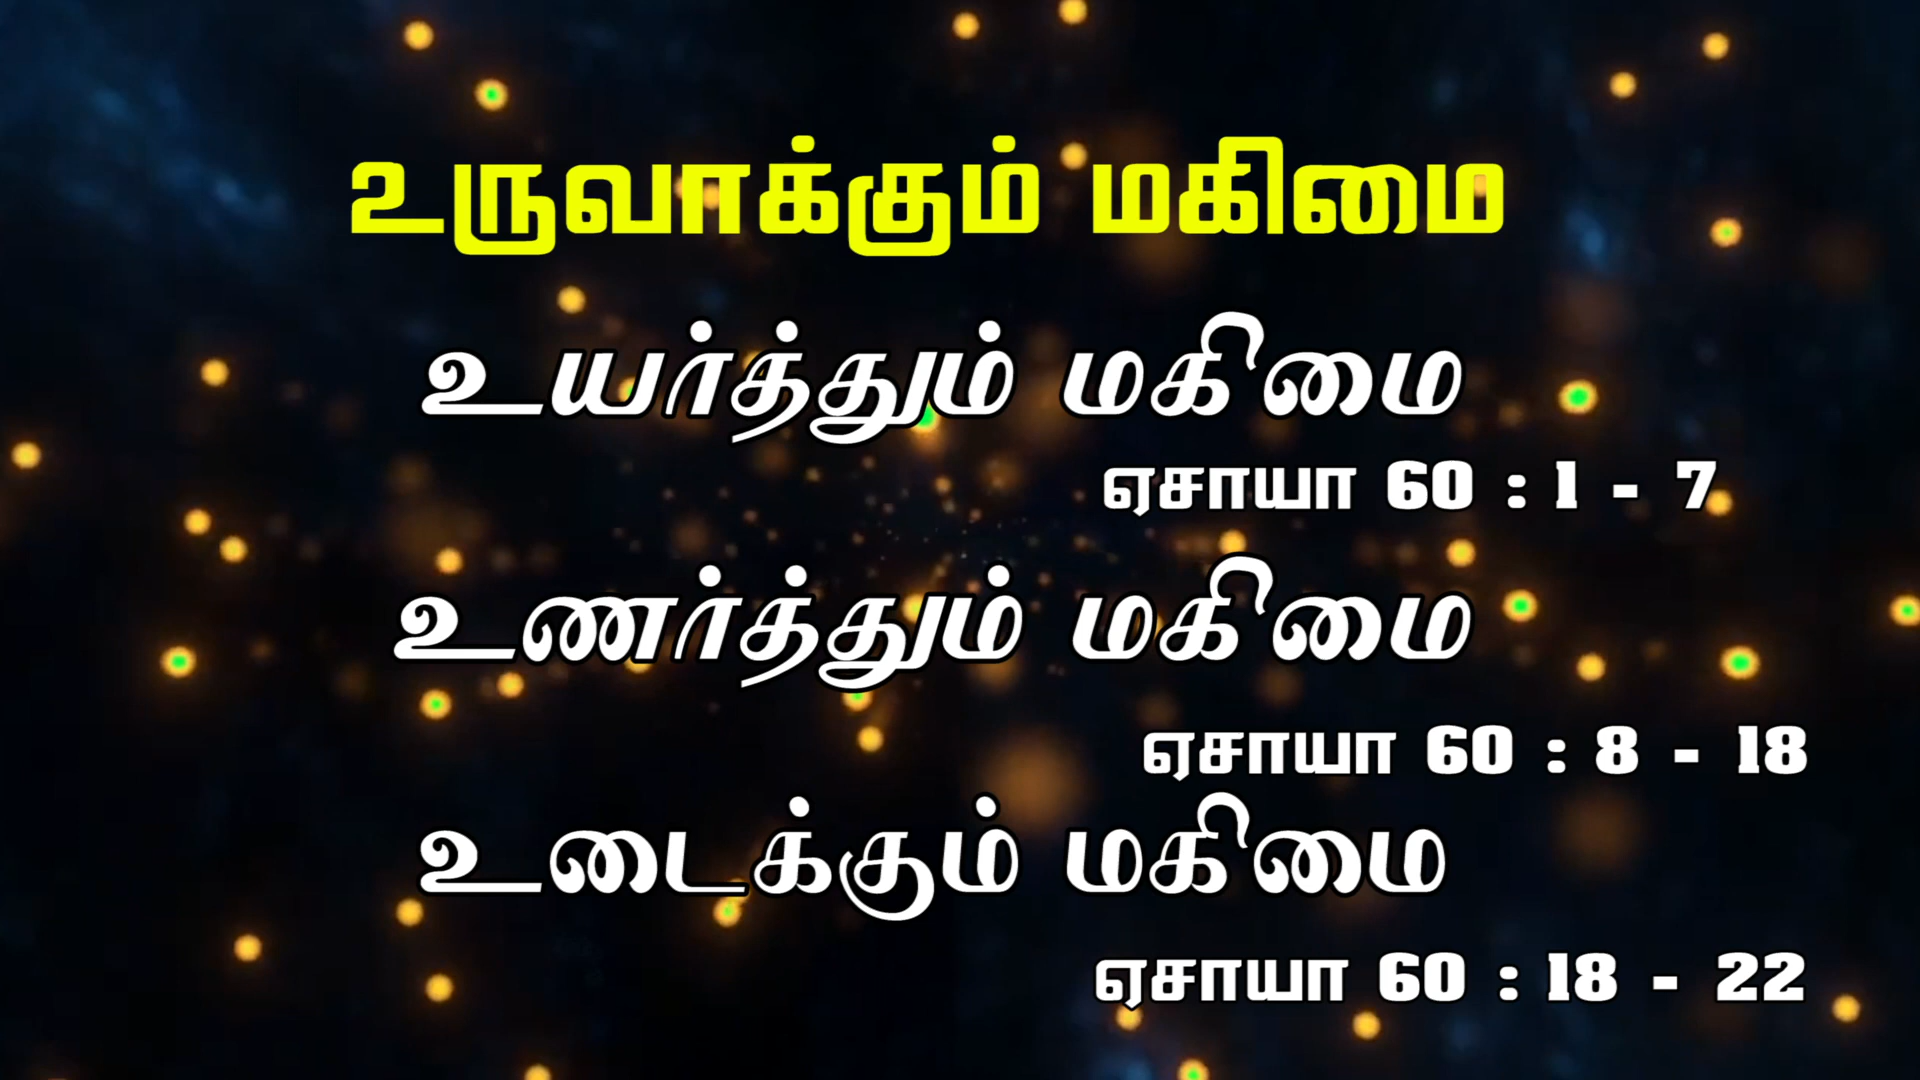 உருவாக்கும் மகிமை
உயர்த்தும் மகிமை
ஏசாயா 60 : 1 - 7
உணர்த்தும் மகிமை
ஏசாயா 60 : 8 - 18
உடைக்கும் மகிமை
ஏசாயா 60 : 18 - 22